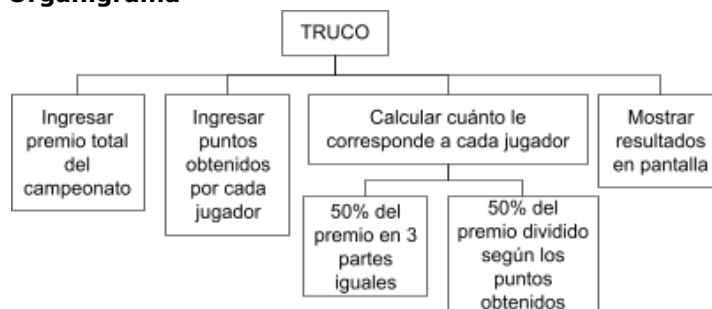 TRUCO
Ingresar
premio total
del
campeonato
Ingresar
puntos
obtenidos
por cada
jugador
Calcular cuánto le
corresponde a cada jugador
50% del
premio en 3
partes
iguales
50% del
premio dividido
según los
puntos
obtenidos
Mostrar
resultados
en pantalla